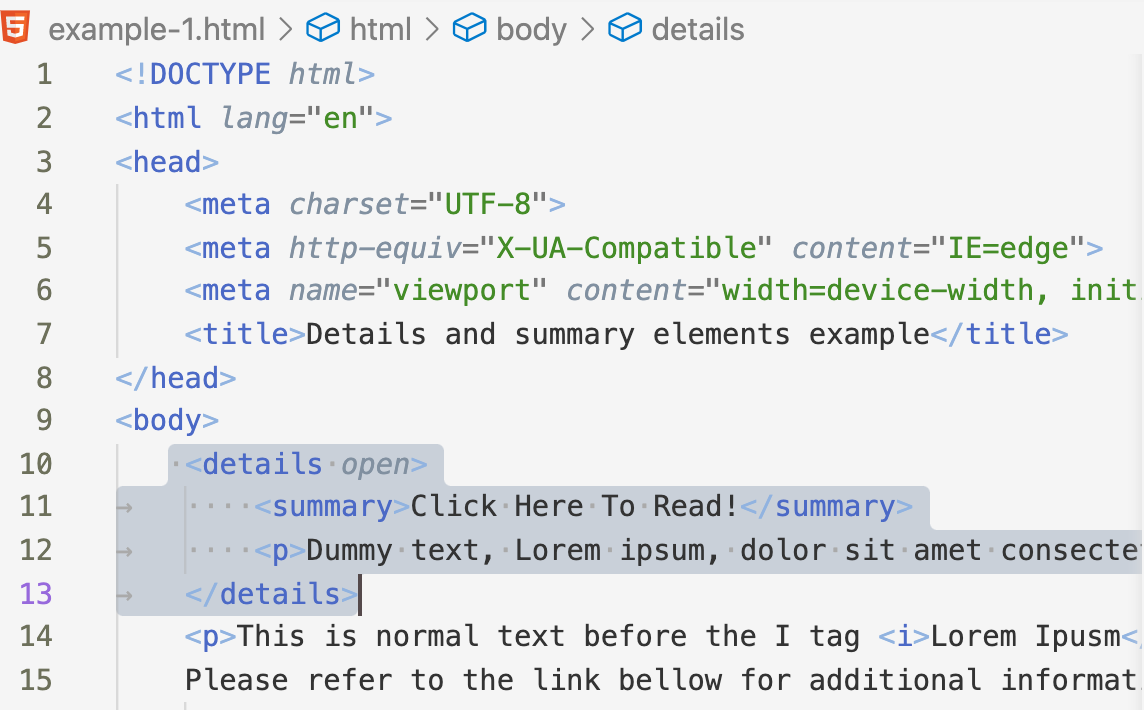 example-1.html > html > body > details
1 <!DOCTYPE html>
2 <html lang="en">
3 <head>
4 <meta charset="UTF-8">
5 <meta http-equiv="X-UA-Compatible" content="IE=edge">
6 <meta name="viewport" content="width=device-width, init
7 <title>Details and summary elements example</title>
8 </head>
9 <body>
10 <details open>
11 <summary>Click Here To Read!</summary>
12 <p>Dummy text, Lorem ipsum, dolor sit amet consecte
13 </details>
14 <p>This is normal text before the I tag <i>Lorem Ipusm</
15 Please refer to the link bellow for additional informat